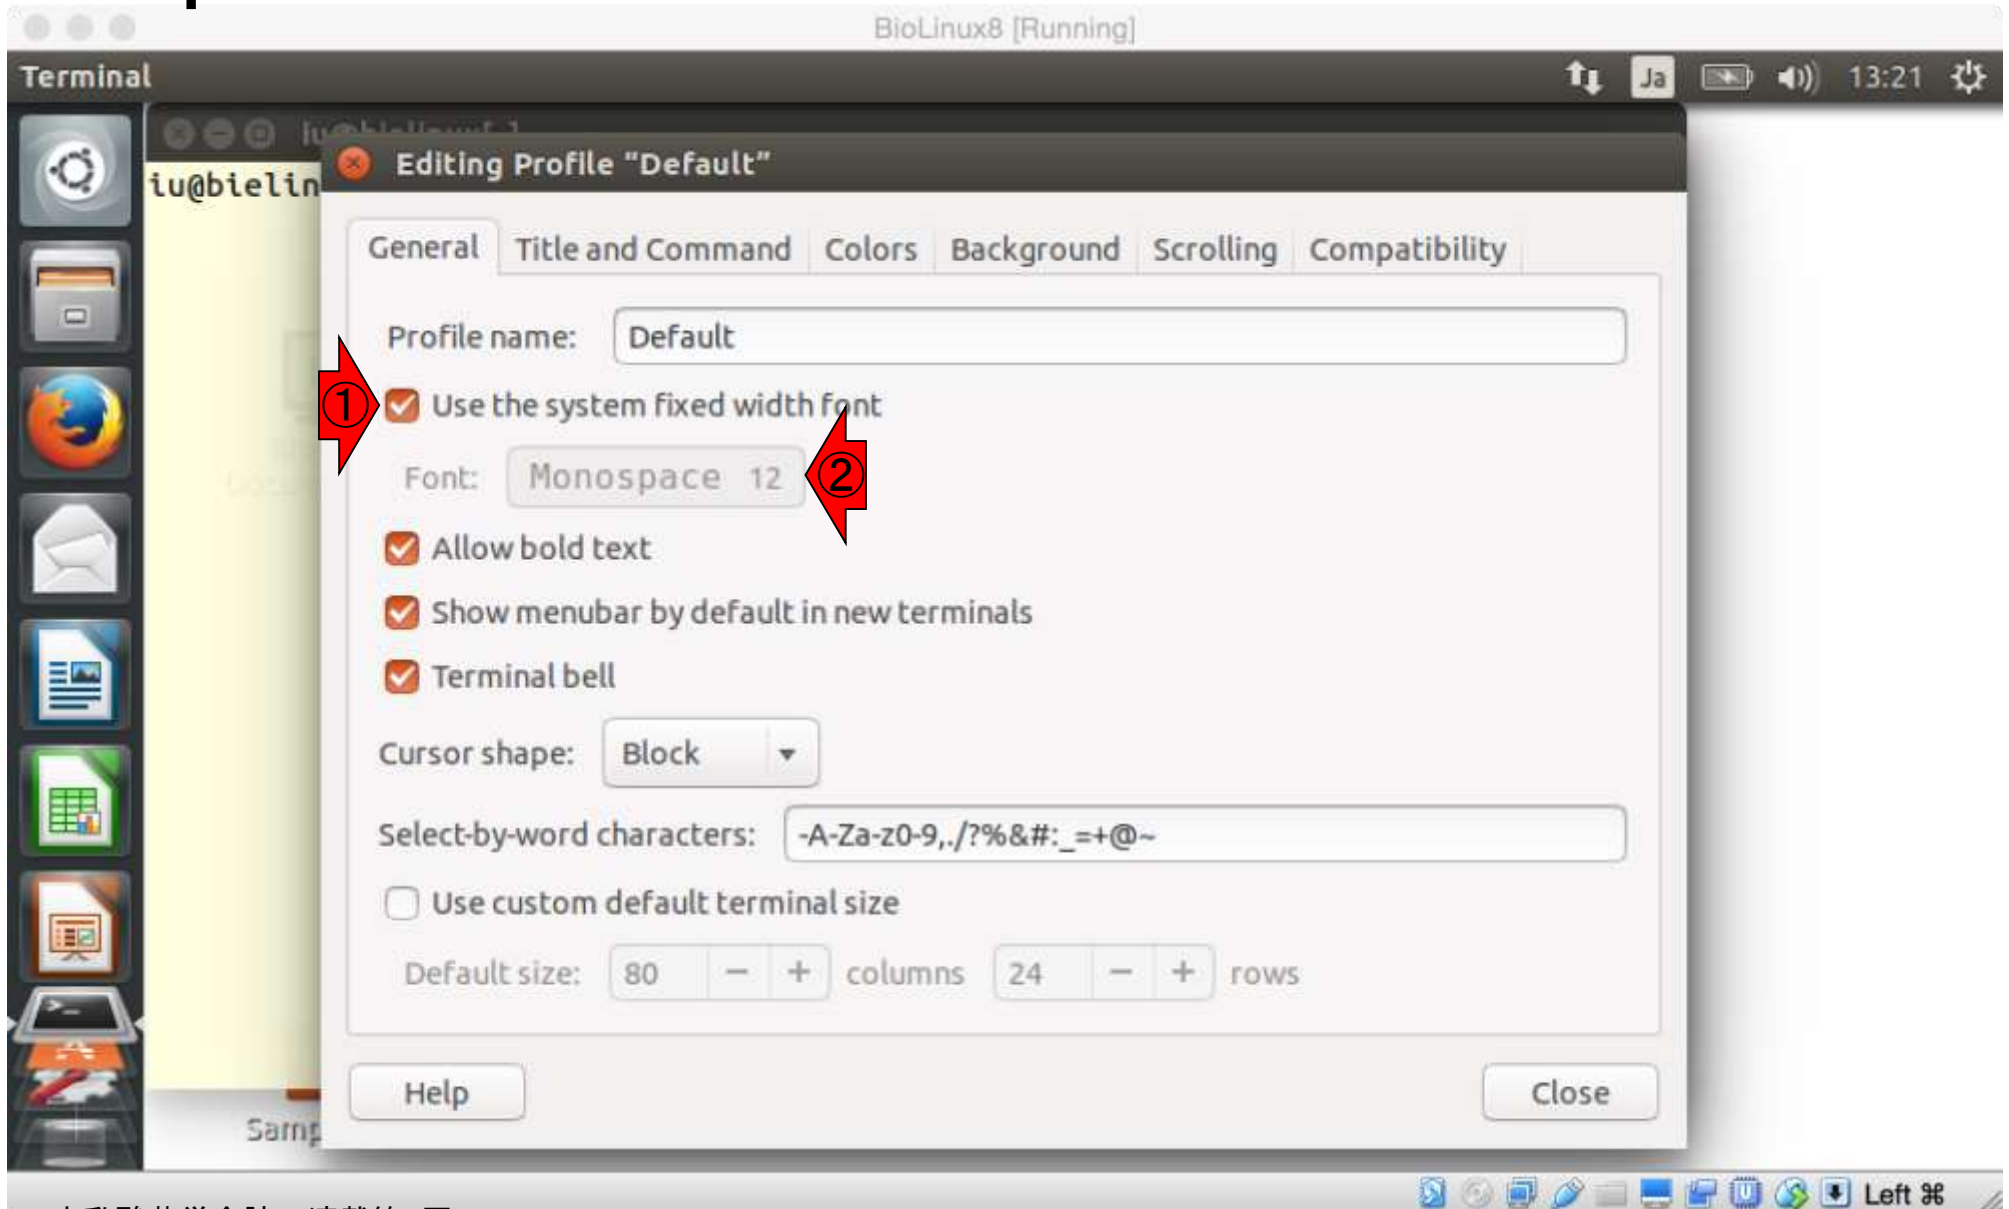 BioLinux8 [Running]
Terminal
Ja
13:21
iu@bielin
Editing Profile "Default"
General Title and Command Colors Background Scrolling Compatibility
Profile name: Default
① Use the system fixed width font
Font: Monospace 12 ②
Allow bold text
Show menubar by default in new terminals
Terminal bell
Cursor shape: Block
Select-by-word characters: -A-Za-z0-9,./?%&#:_=+@~
Use custom default terminal size
Default size: 80 − + columns 24 − + rows
Help Close
Samp
Left ⌘